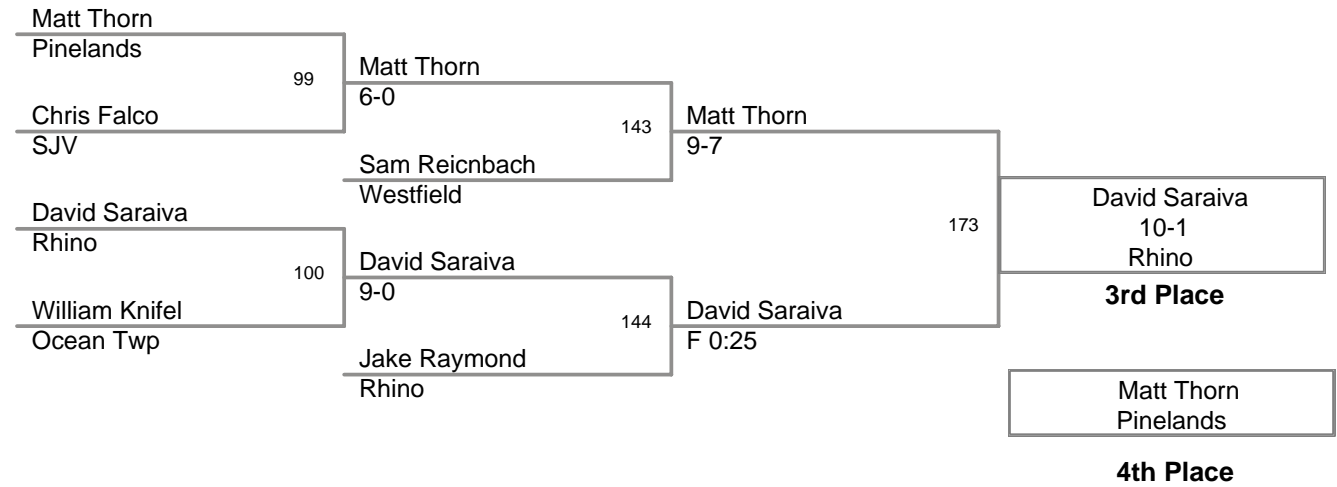 Matt Thorn
Pinelands
99
Chris Falco
SJV
David Saraiva
Rhino
100
William Knifel
Ocean Twp
Matt Thorn
6-0
143
Sam Reicnbach
Westfield
David Saraiva
9-0
144
Jake Raymond
Rhino
Matt Thorn
9-7
173
David Saraiva
F 0:25
David Saraiva
10-1
Rhino
3rd Place
Matt Thorn
Pinelands
4th Place